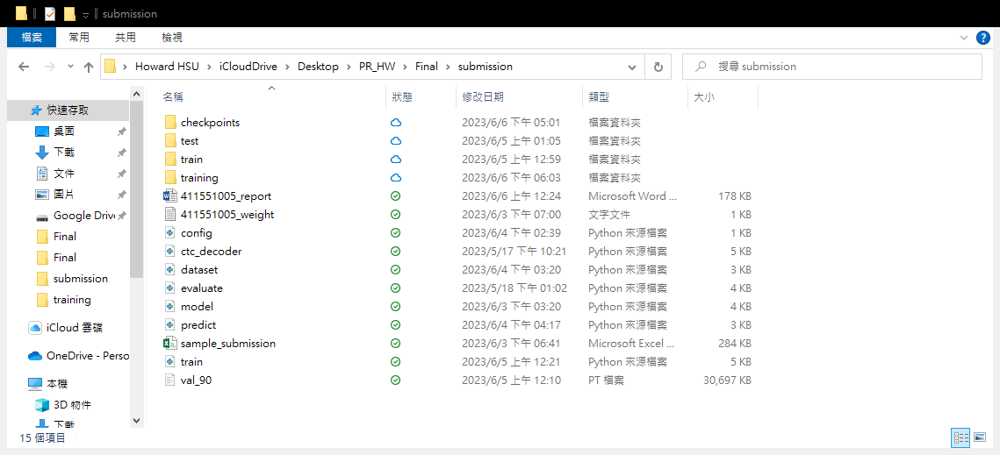 submission
檔案 常用 共用 檢視
Howard HSU > iCloudDrive > Desktop > PR_HW > Final > submission
搜尋 submission
快速存取
桌面
下載
文件
圖片
Google Drive
Final
Final
submission
training
iCloud 雲碟
OneDrive - Perso
本機
3D 物件
下載
名稱 狀態 修改日期 類型 大小
checkpoints 2023/6/6 下午 05:01 檔案資料夾
test 2023/6/5 上午 01:05 檔案資料夾
train 2023/6/5 上午 12:59 檔案資料夾
training 2023/6/6 下午 06:03 檔案資料夾
411551005_report 2023/6/6 上午 12:24 Microsoft Word ... 178 KB
411551005_weight 2023/6/3 下午 07:00 文字文件 1 KB
config 2023/6/4 下午 02:39 Python 來源檔案 1 KB
ctc_decoder 2023/5/17 下午 10:21 Python 來源檔案 5 KB
dataset 2023/6/4 下午 03:20 Python 來源檔案 3 KB
evaluate 2023/5/18 下午 01:02 Python 來源檔案 4 KB
model 2023/6/3 下午 03:20 Python 來源檔案 4 KB
predict 2023/6/4 下午 04:17 Python 來源檔案 3 KB
sample_submission 2023/6/3 下午 06:41 Microsoft Excel ... 284 KB
train 2023/6/5 上午 12:21 Python 來源檔案 5 KB
val_90 2023/6/5 上午 12:10 PT 檔案 30,697 KB
15 個項目